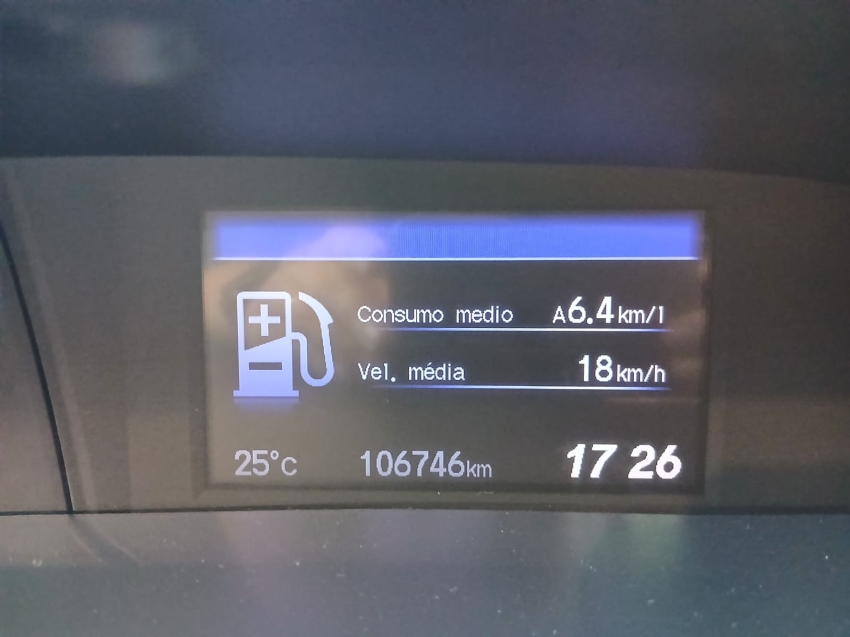 Consumo medio A6.4km/l
Vel. média 18km/h
25°C 106746km 17 26